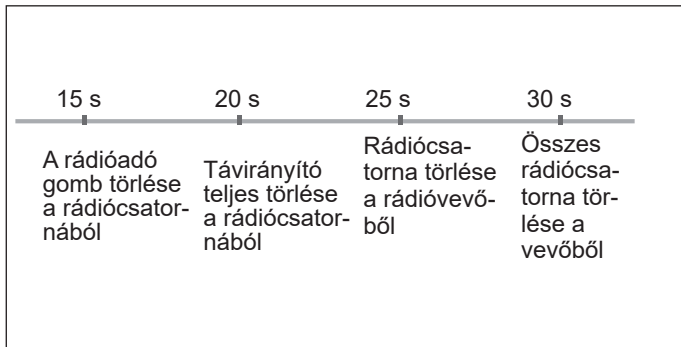 15 s
20 s
25 s
30 s
A rádióadó
gomb törlése
a rádiócsator-
nából
Távirányító
teljes törlése
a rádiócsator-
nából
Rádiócsa-
torna törlése
a rádióvevő-
ből
Összes
rádiócsa-
torna tör-
lése a
vevőből